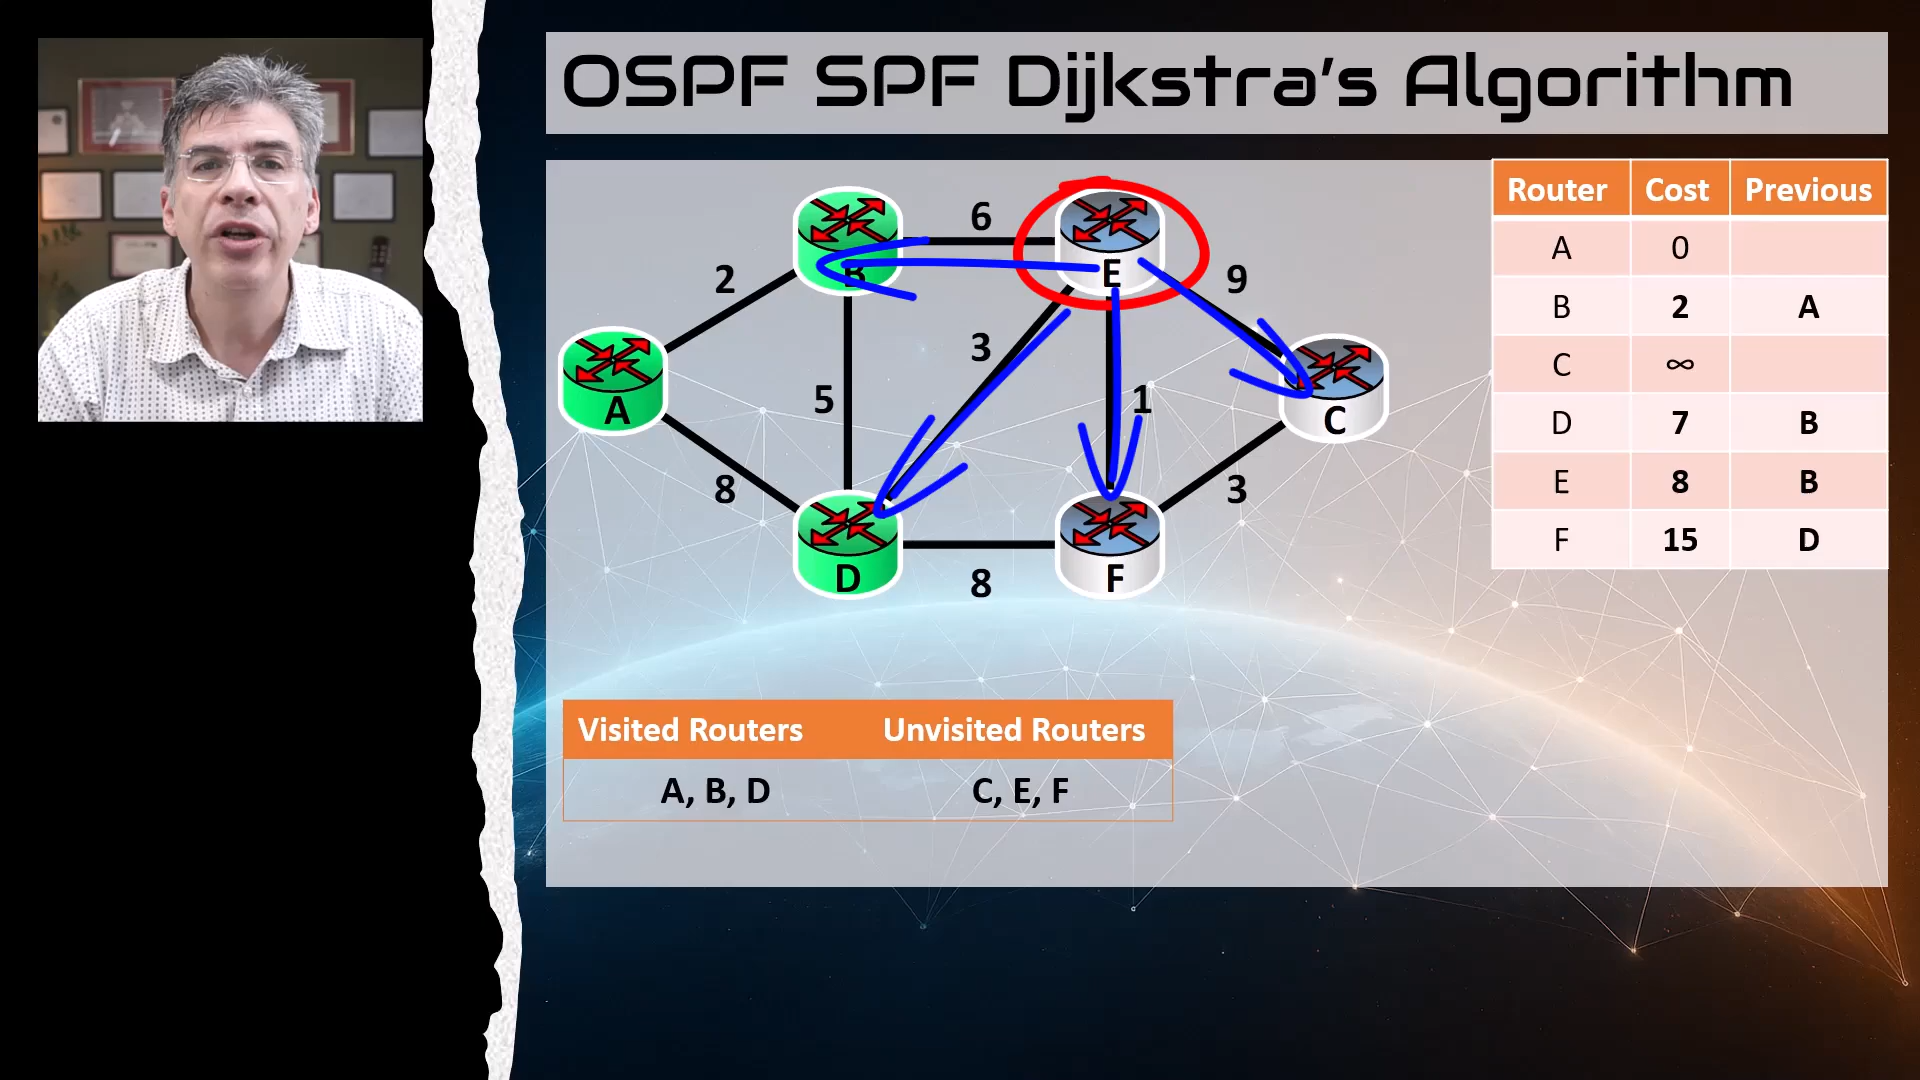 OSPF SPF Dijkstra's Algorithm
6
B
E
2
9
3
A
5
1
C
8
3
D
8
F
Router Cost Previous
A 0
B 2 A
C ∞
D 7 B
E 8 B
F 15 D
Visited Routers Unvisited Routers
A, B, D C, E, F